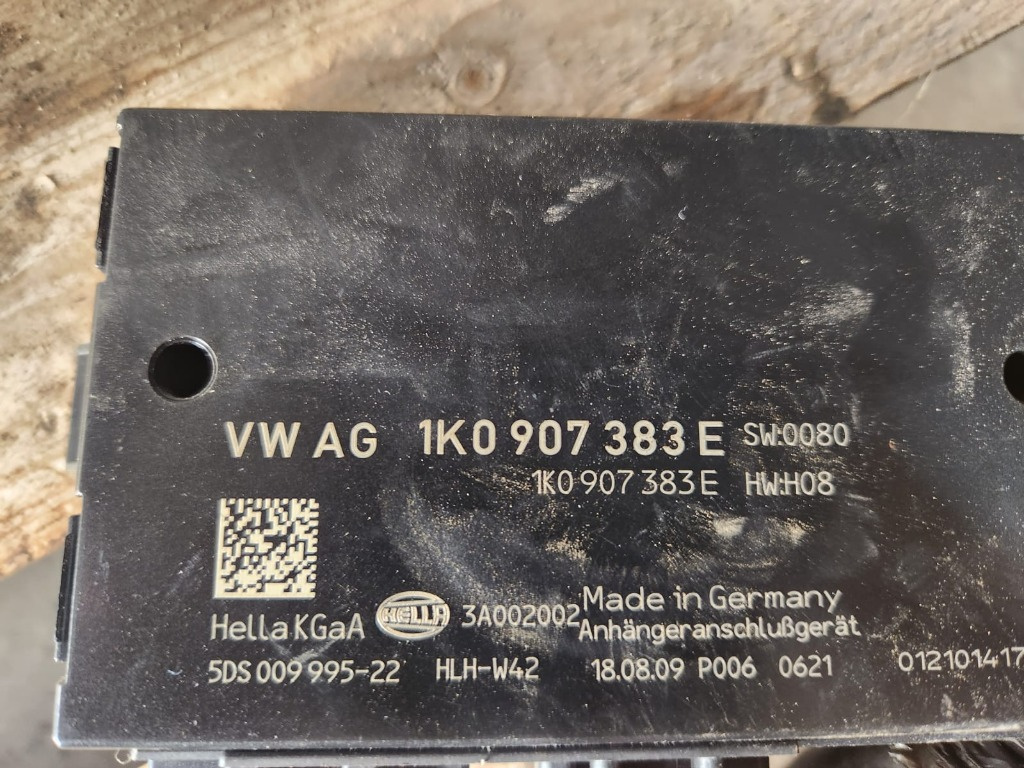 VW AG 1K0 907 383 E SW:0080
1K0 907 383 E HW:H08
Hella KGaA HELLA 3A002002 Made in Germany
Anhängeranschlußgerät
5DS 009 995-22 HLH-W42 18.08.09 P006 0621 012101417